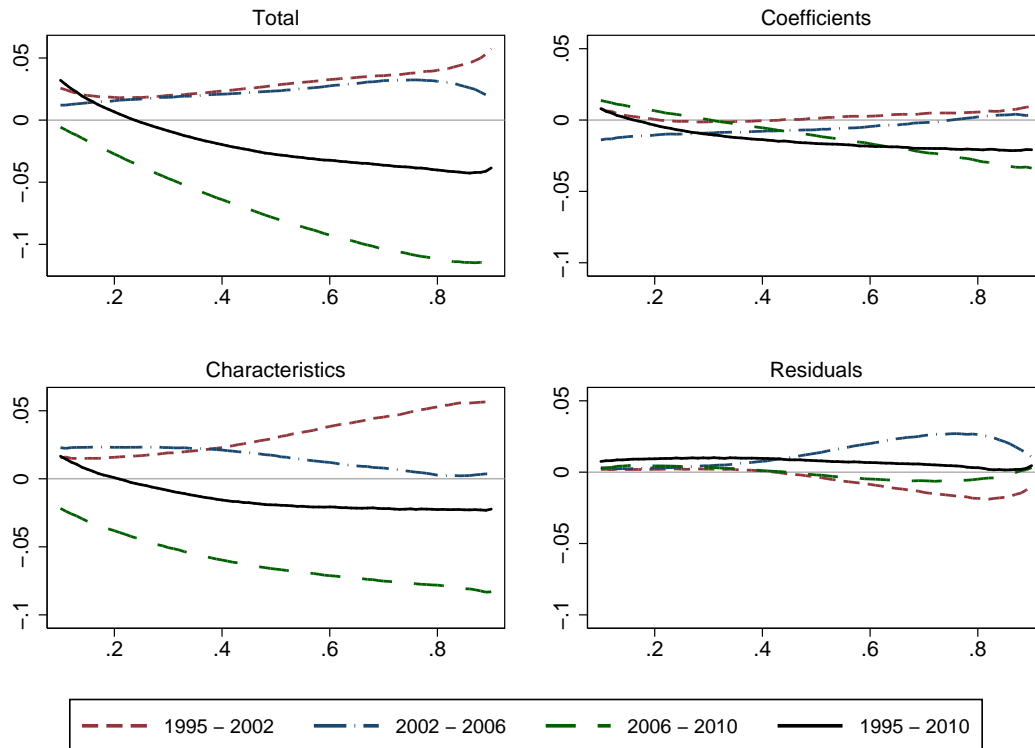 Total
.05
0
−.05
−.1
.2 .4 .6 .8
Coefficients
.05
0
−.05
−.1
.2 .4 .6 .8
Characteristics
.05
0
−.05
−.1
.2 .4 .6 .8
Residuals
.05
0
−.05
−.1
.2 .4 .6 .8
1995 − 2002 2002 − 2006 2006 − 2010 1995 − 2010